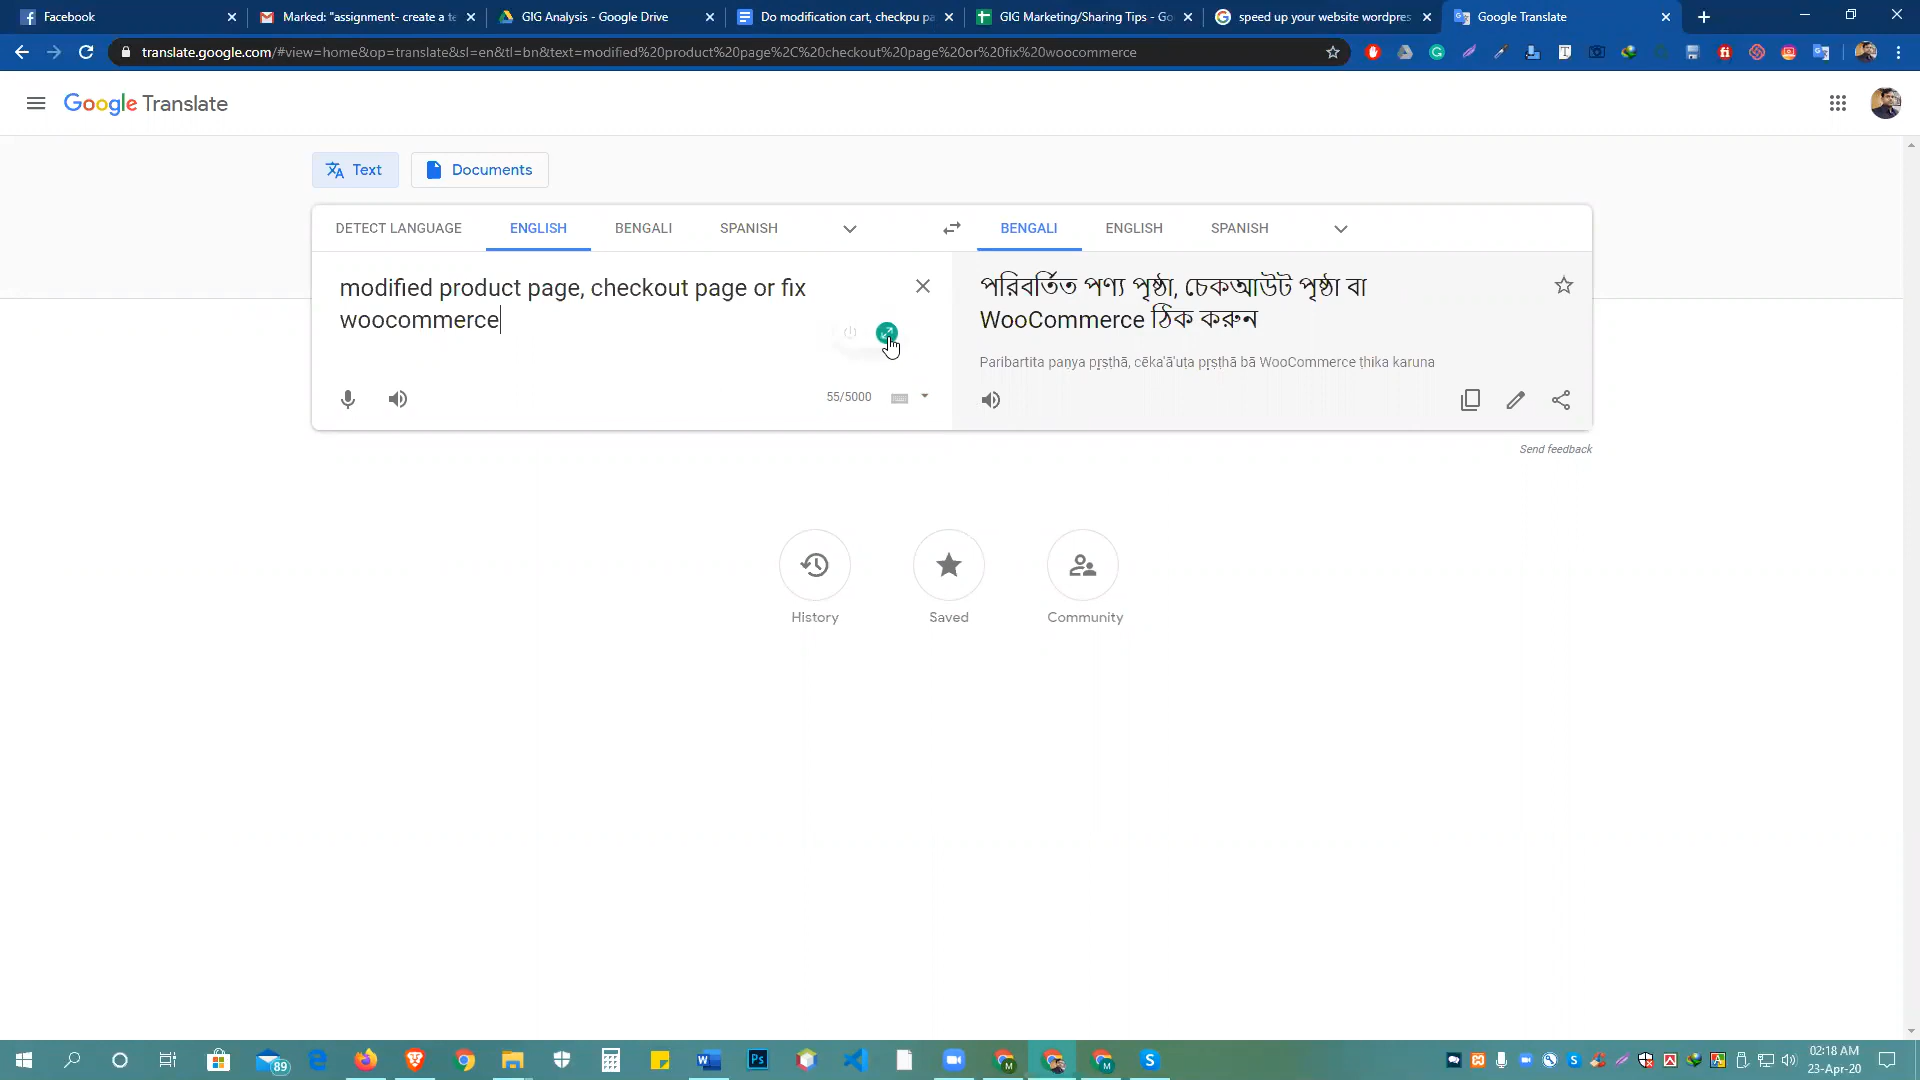 Facebook
Marked: "assignment- create a te
GIG Analysis - Google Drive
Do modification cart, checkpu pa
GIG Marketing/Sharing Tips - Go
speed up your website wordpres
Google Translate
translate.google.com/#view=home&op=translate&sl=en&tl=bn&text=modified%20product%20page%2C%20checkout%20page%20or%20fix%20woocommerce
Google Translate
Text
Documents
DETECT LANGUAGE
ENGLISH
BENGALI
SPANISH
BENGALI
ENGLISH
SPANISH
modified product page, checkout page or fix
woocommerce
পরিবর্তিত পণ্য পৃষ্ঠা, চেকআউট পৃষ্ঠা বা
WooCommerce ঠিক করুন
Paribartita paṇya pr̥ṣṭhā, cēka'ā'uṭa pr̥ṣṭhā bā WooCommerce ṭhika karuna
55/5000
Send feedback
History
Saved
Community
89
02:18 AM
23-Apr-20